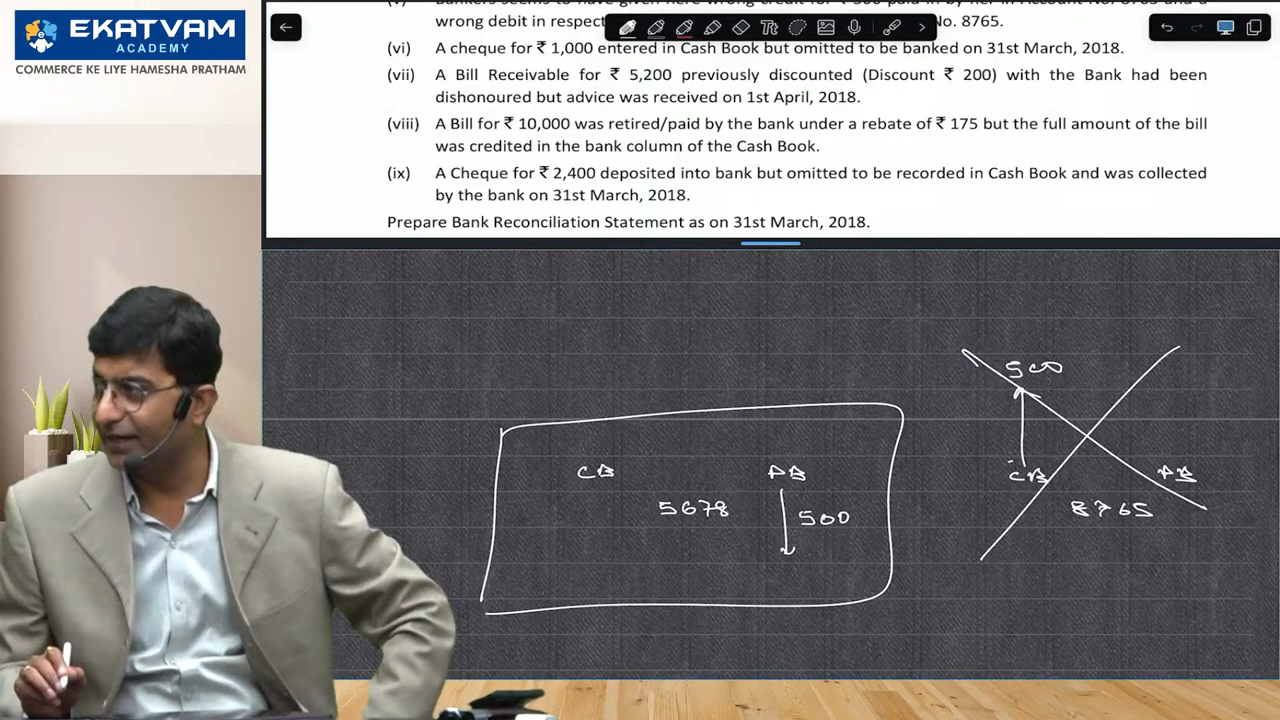 EKATVAM
ACADEMY
COMMERCE KE LIYE HAMESHA PRATHAM
wrong debit in respect No. 8765.
(vi) A cheque for ₹ 1,000 entered in Cash Book but omitted to be banked on 31st March, 2018.
(vii) A Bill Receivable for ₹ 5,200 previously discounted (Discount ₹ 200) with the Bank had been
dishonoured but advice was received on 1st April, 2018.
(viii) A Bill for ₹ 10,000 was retired/paid by the bank under a rebate of ₹ 175 but the full amount of the bill
was credited in the bank column of the Cash Book.
(ix) A Cheque for ₹ 2,400 deposited into bank but omitted to be recorded in Cash Book and was collected
by the bank on 31st March, 2018.
Prepare Bank Reconciliation Statement as on 31st March, 2018.
500
CB PB
5678 500
CB PB
8765